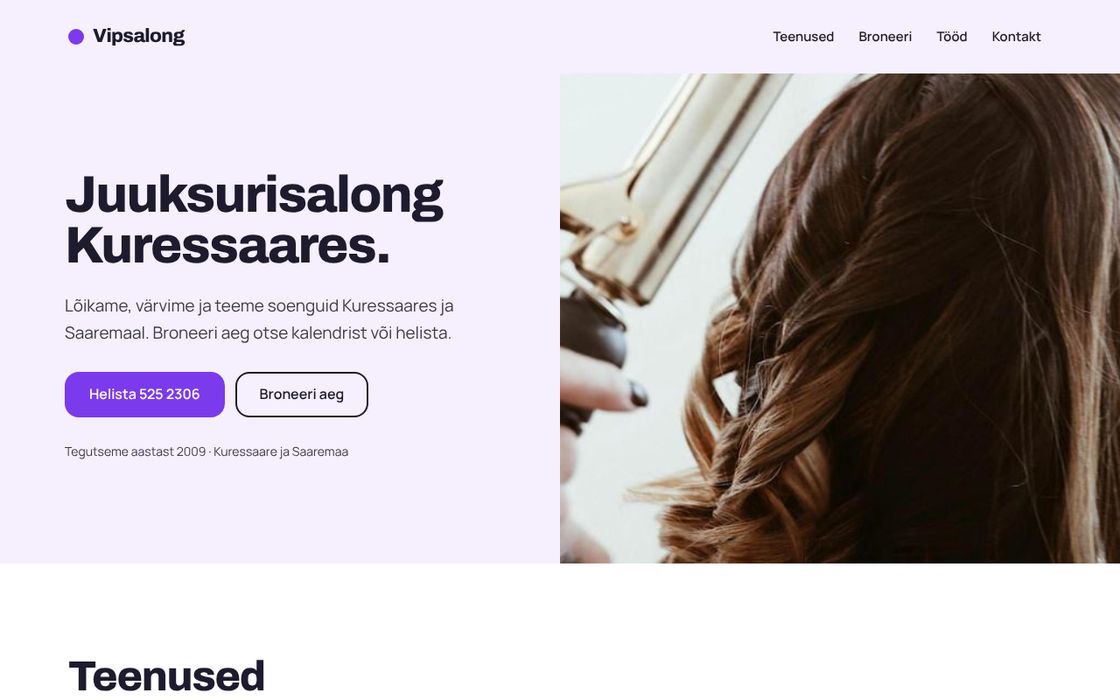 Vipsalong
Teenused
Broneeri
Tööd
Kontakt
Juuksurisalong
Kuressaares.
Lõikame, värvime ja teeme soenguid Kuressaares ja
Saaremaal. Broneeri aeg otse kalendrist või helista.
Helista 525 2306
Broneeri aeg
Tegutseme aastast 2009 · Kuressaare ja Saaremaa
Teenused